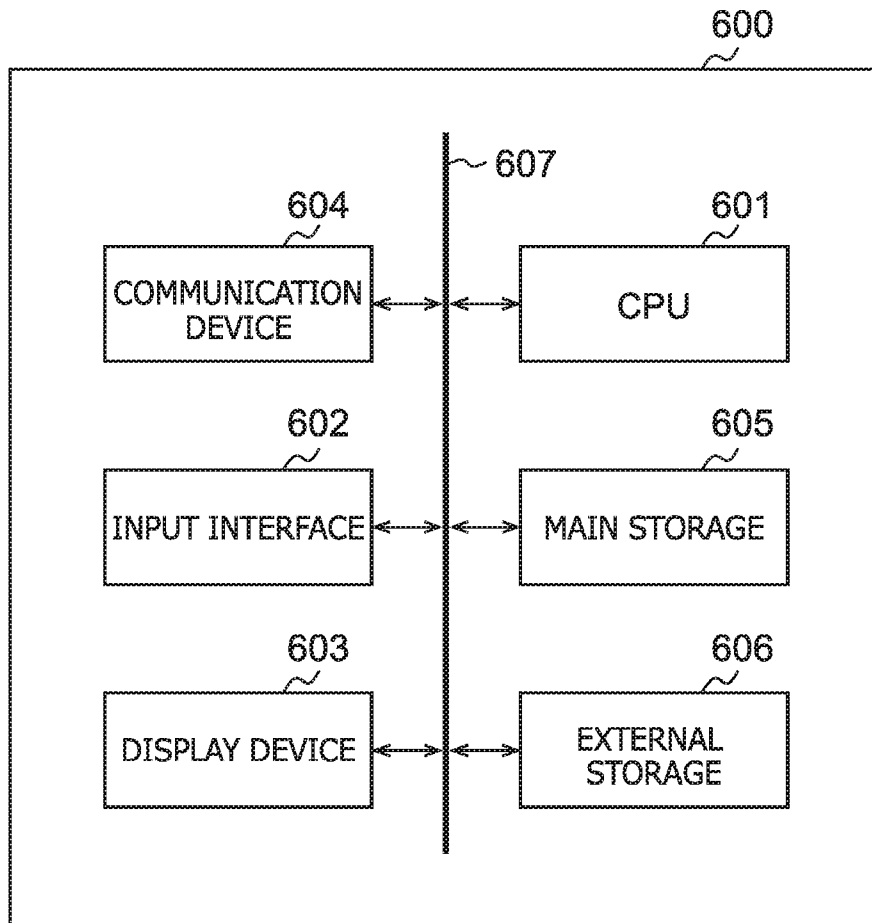 600
607
604
601
COMMUNICATION
DEVICE
CPU
602
605
INPUT INTERFACE
MAIN STORAGE
603
606
DISPLAY DEVICE
EXTERNAL
STORAGE